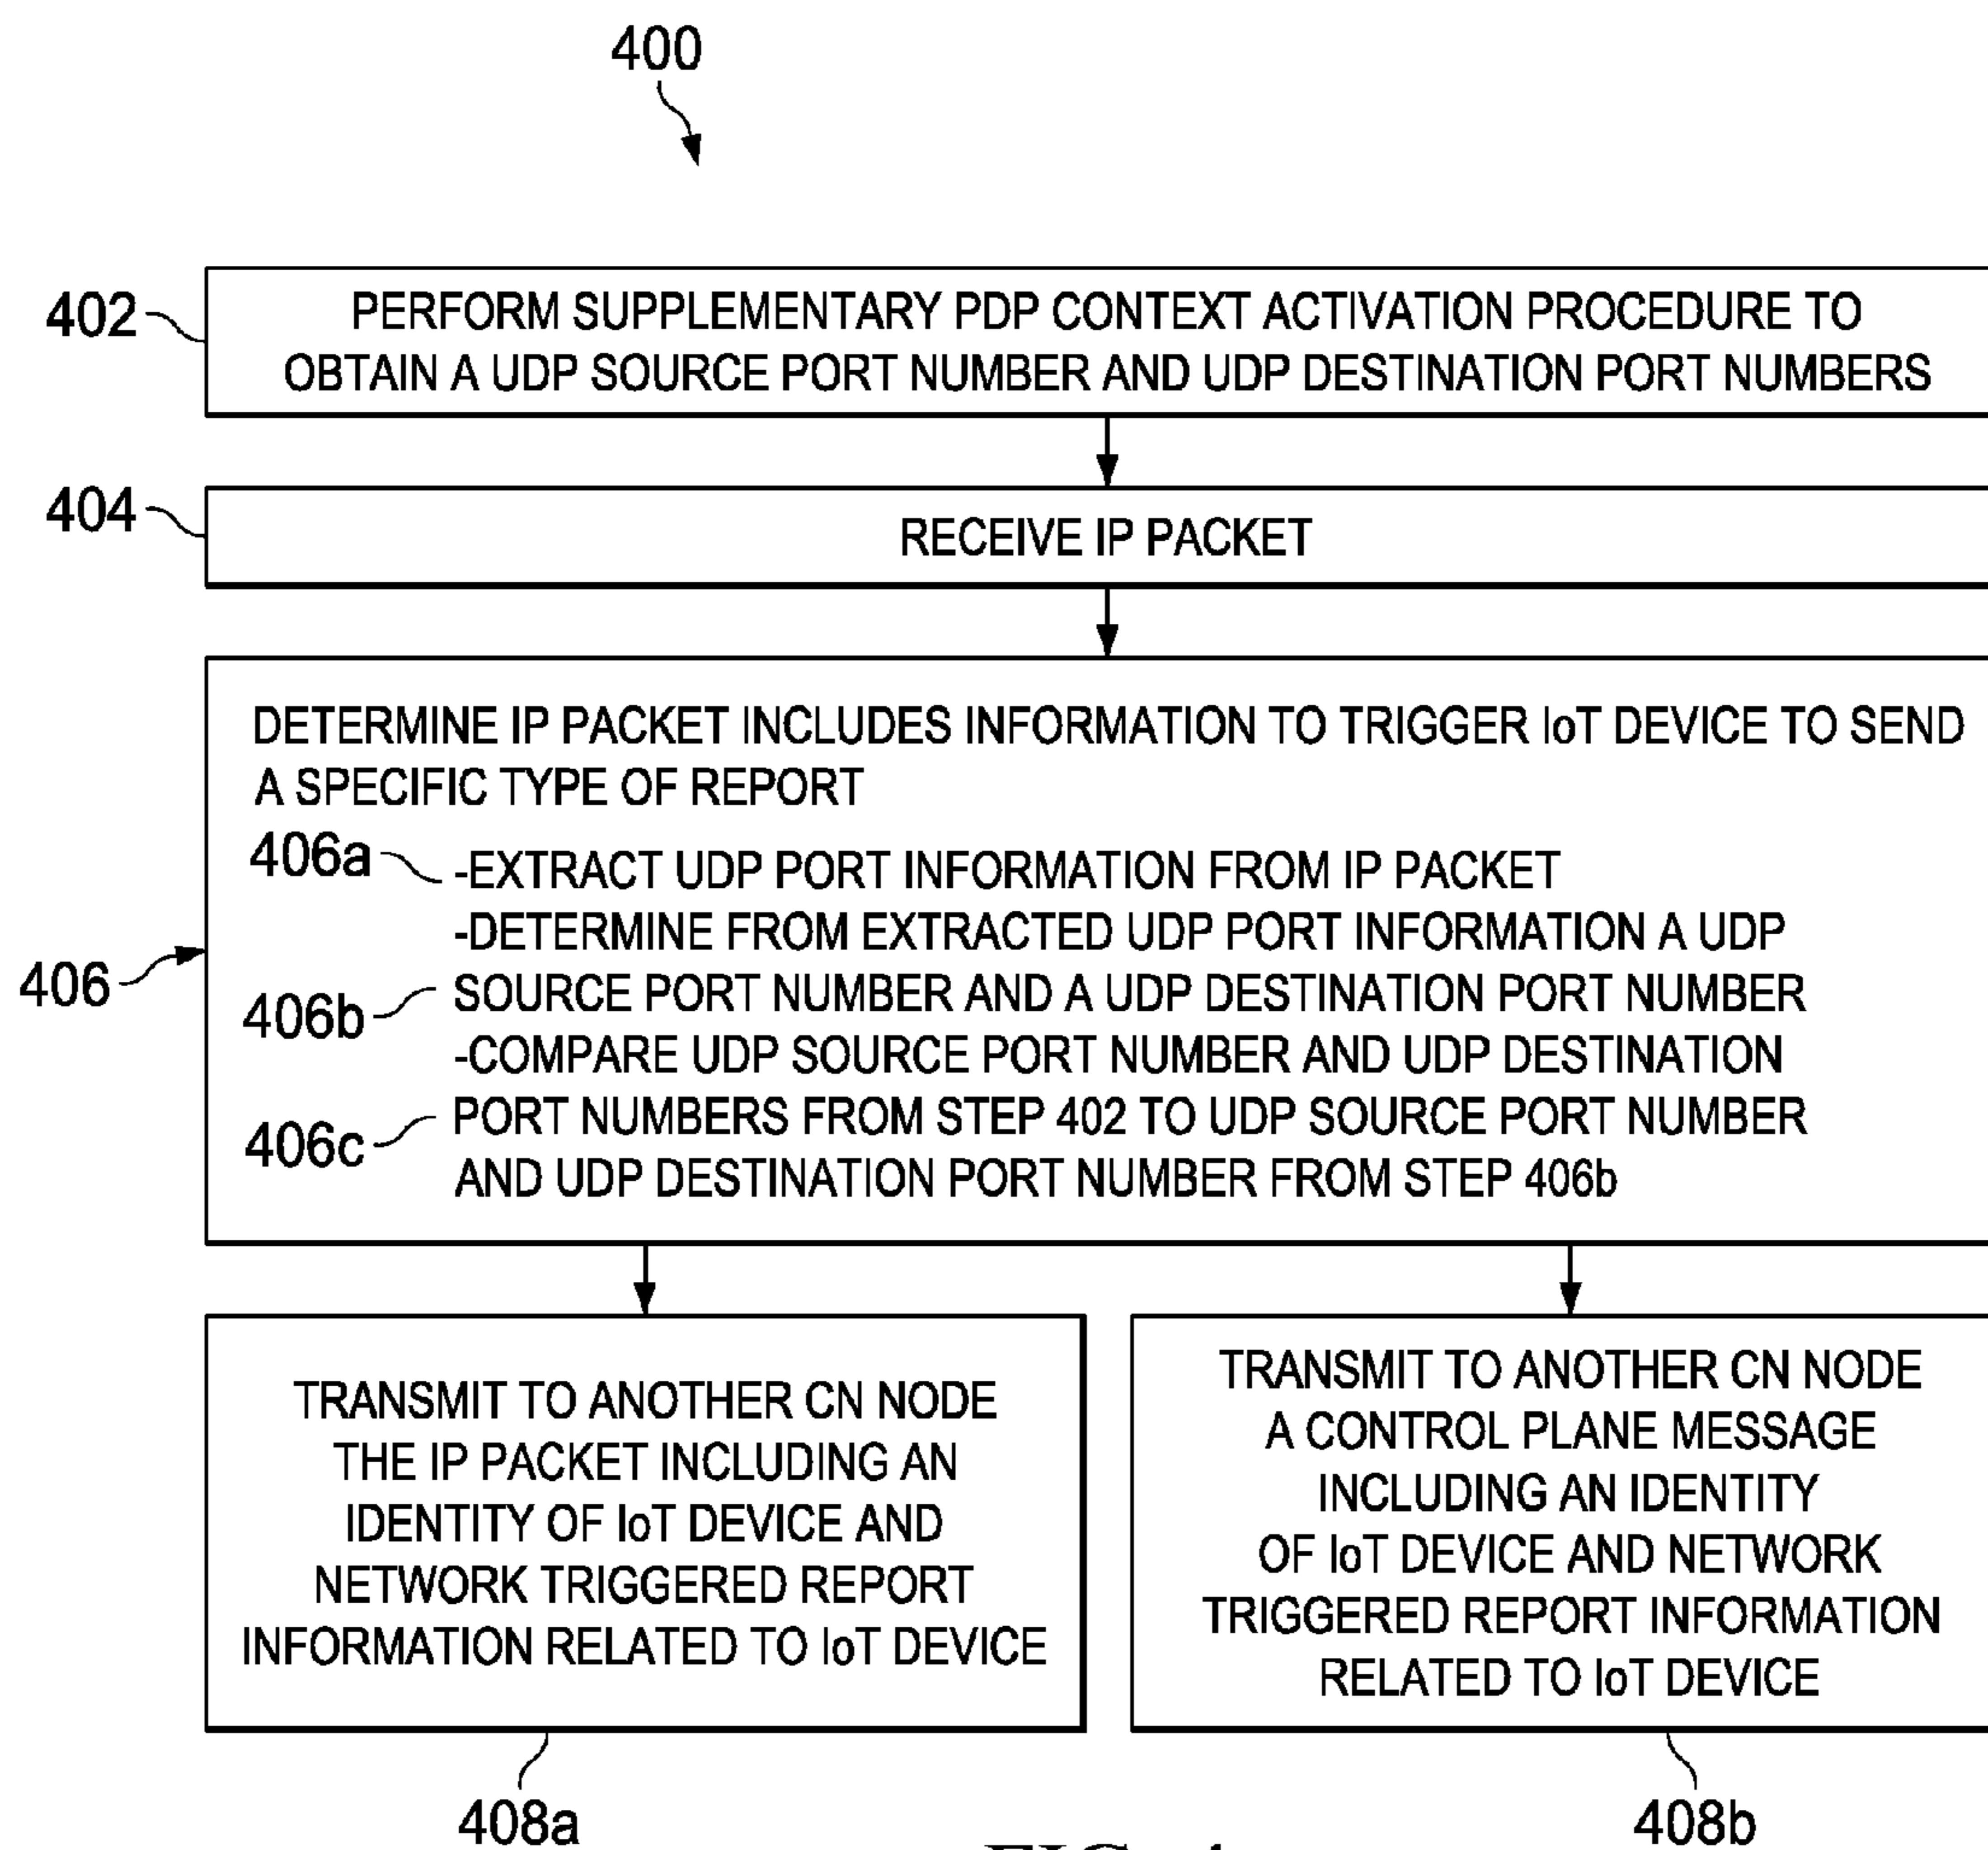 400
402
PERFORM SUPPLEMENTARY PDP CONTEXT ACTIVATION PROCEDURE TO
OBTAIN A UDP SOURCE PORT NUMBER AND UDP DESTINATION PORT NUMBERS
404
RECEIVE IP PACKET
406
DETERMINE IP PACKET INCLUDES INFORMATION TO TRIGGER IoT DEVICE TO SEND
A SPECIFIC TYPE OF REPORT
406a
-EXTRACT UDP PORT INFORMATION FROM IP PACKET
-DETERMINE FROM EXTRACTED UDP PORT INFORMATION A UDP
406b
SOURCE PORT NUMBER AND A UDP DESTINATION PORT NUMBER
-COMPARE UDP SOURCE PORT NUMBER AND UDP DESTINATION
406c
PORT NUMBERS FROM STEP 402 TO UDP SOURCE PORT NUMBER
AND UDP DESTINATION PORT NUMBER FROM STEP 406b
TRANSMIT TO ANOTHER CN NODE
THE IP PACKET INCLUDING AN
IDENTITY OF IoT DEVICE AND
NETWORK TRIGGERED REPORT
INFORMATION RELATED TO IoT DEVICE
408a
TRANSMIT TO ANOTHER CN NODE
A CONTROL PLANE MESSAGE
INCLUDING AN IDENTITY
OF IoT DEVICE AND NETWORK
TRIGGERED REPORT INFORMATION
RELATED TO IoT DEVICE
408b